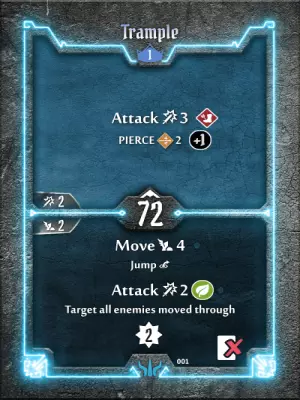 Trample
1
Attack 3
PIERCE 2 +1
2
72
2
Move 4
Jump
Attack 2
Target all enemies moved through
2
001